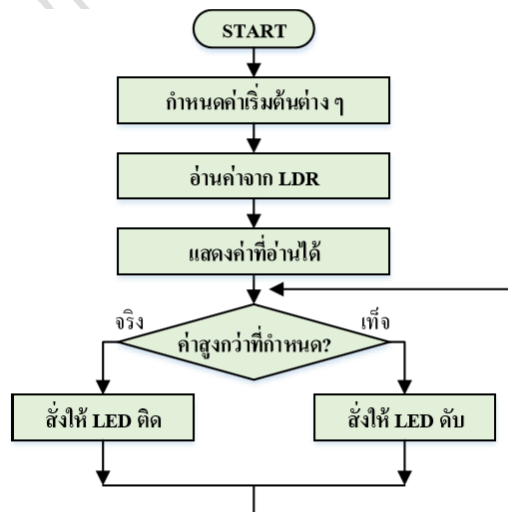 START
กำหนดค่าเริ่มต้นต่าง ๆ
อ่านค่าจาก LDR
แสดงค่าที่อ่านได้
จริง
เท็จ
ค่าสูงกว่าที่กำหนด?
สั่งให้ LED ติด
สั่งให้ LED ดับ